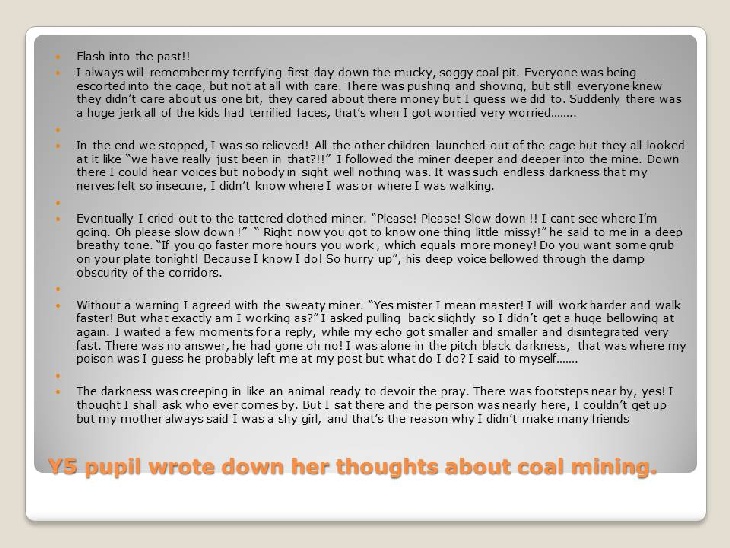 Flash into the past!!
I always will remember my terrifying first day down the mucky, soggy coal pit. Everyone was being
escorted into the cage, but not at all with care. There was pushing and shoving, but still everyone knew
they didn't care about us one bit, they cared about there money but I guess we did to. Suddenly there was
a huge jerk all of the kids had terrified faces, that's when I got worried very worried……..
In the end we stopped, I was so relieved! All the other children launched out of the cage but they all looked
at it like "we have really just been in that?!!" I followed the miner deeper and deeper into the mine. Down
there I could hear voices but nobody in sight well nothing was. It was such endless darkness that my
nerves felt so insecure, I didn't know where I was or where I was walking.
Eventually I cried out to the tattered clothed miner. "Please! Please! Slow down !! I cant see where I'm
going. Oh please slow down !" " Right now you got to know one thing little missy!" he said to me in a deep
breathy tone. "If you go faster more hours you work , which equals more money! Do you want some grub
on your plate tonight! Because I know I do! So hurry up", his deep voice bellowed through the damp
obscurity of the corridors.
Without a warning I agreed with the sweaty miner. "Yes mister I mean master! I will work harder and walk
faster! But what exactly am I working as?" I asked pulling back slightly so I didn't get a huge bellowing at
again. I waited a few moments for a reply, while my echo got smaller and smaller and disintegrated very
fast. There was no answer, he had gone oh no! I was alone in the pitch black darkness, that was where my
poison was I guess he probably left me at my post but what do I do? I said to myself…….
The darkness was creeping in like an animal ready to devoir the pray. There was footsteps near by, yes! I
thought I shall ask who ever comes by. But I sat there and the person was nearly here, I couldn't get up
but my mother always said I was a shy girl, and that's the reason why I didn't make many friends
Y5 pupil wrote down her thoughts about coal mining.